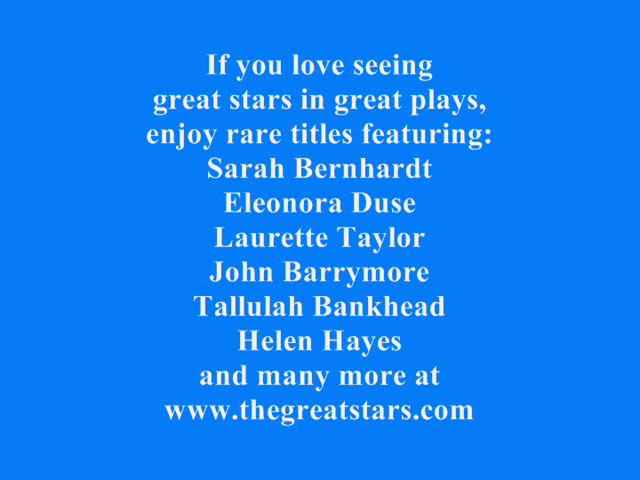 If you love seeing
great stars in great plays,
enjoy rare titles featuring:
Sarah Bernhardt
Eleonora Duse
Laurette Taylor
John Barrymore
Tallulah Bankhead
Helen Hayes
and many more at
www.thegreatstars.com